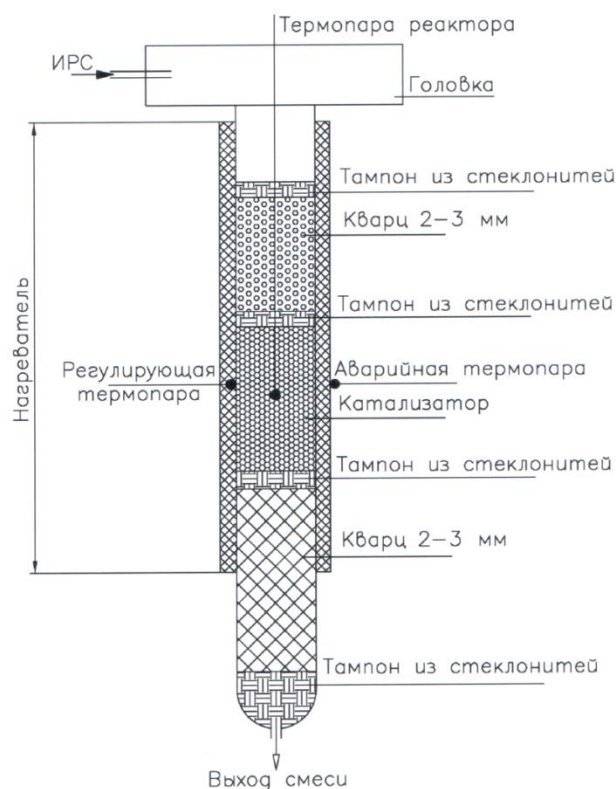 Термопара реактора
ИРС
Головка
Тампон из стеклонитей
Кварц 2–3 мм
Тампон из стеклонитей
Нагреватель
Регулирующая
термопара
Аварийная термопара
Катализатор
Тампон из стеклонитей
Кварц 2–3 мм
Тампон из стеклонитей
Выход смеси